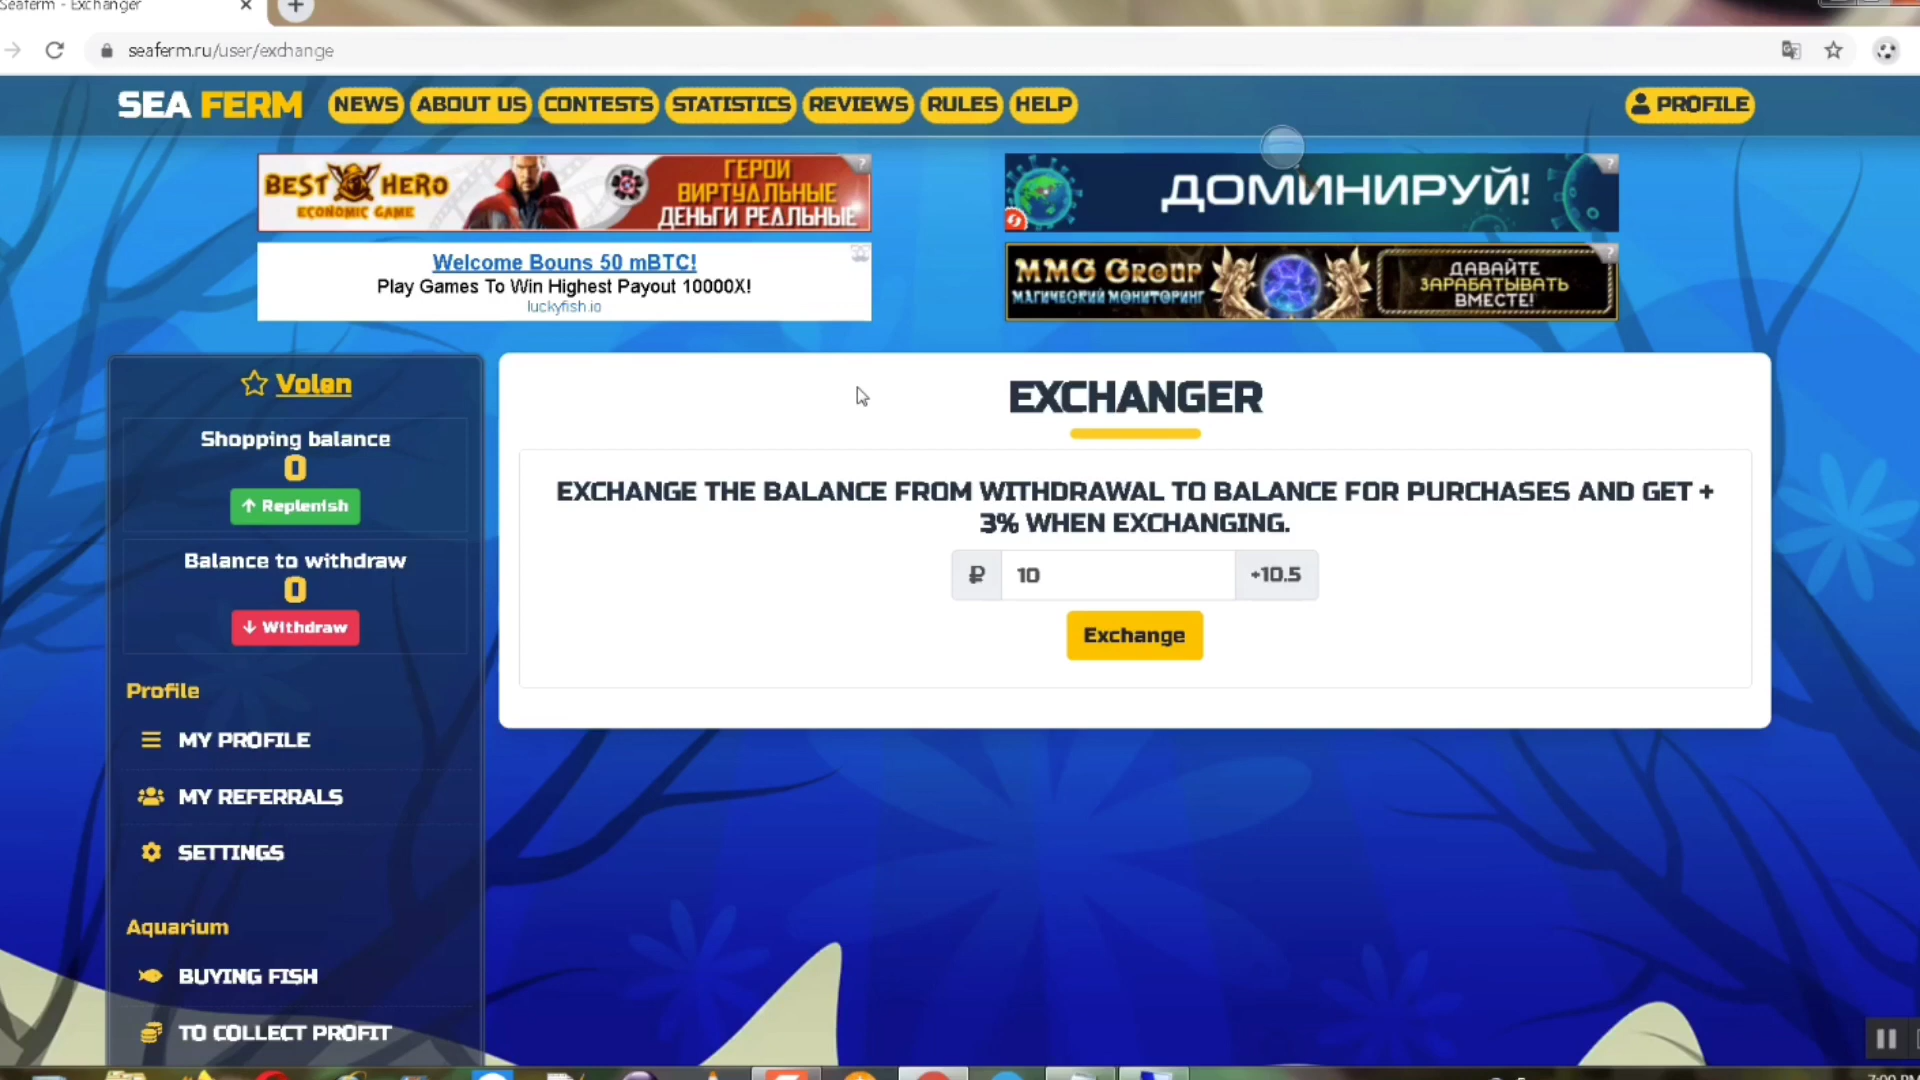 Seaferm - Exchanger
seaferm.ru/user/exchange
SEA FERM
NEWS
ABOUT US
CONTESTS
STATISTICS
REVIEWS
RULES
HELP
PROFILE
BEST HERO
ECONOMIC GAME
ГЕРОИ
ВИРТУАЛЬНЫЕ
ДЕНЬГИ РЕАЛЬНЫЕ
?
ДОМИНИРУЙ!
?
Welcome Bouns 50 mBTC!
Play Games To Win Highest Payout 10000X!
luckyfish.io
MMG GROUP
МАГИЧЕСКИЙ МОНИТОРИНГ
ДАВАЙТЕ
ЗАРАБАТЫВАТЬ
ВМЕСТЕ!
?
Volan
Shopping balance
0
Replenish
Balance to withdraw
0
Withdraw
Profile
MY PROFILE
MY REFERRALS
SETTINGS
Aquarium
BUYING FISH
TO COLLECT PROFIT
EXCHANGER
EXCHANGE THE BALANCE FROM WITHDRAWAL TO BALANCE FOR PURCHASES AND GET +
3% WHEN EXCHANGING.
₽ 10 +10.5
Exchange
7:00 PM